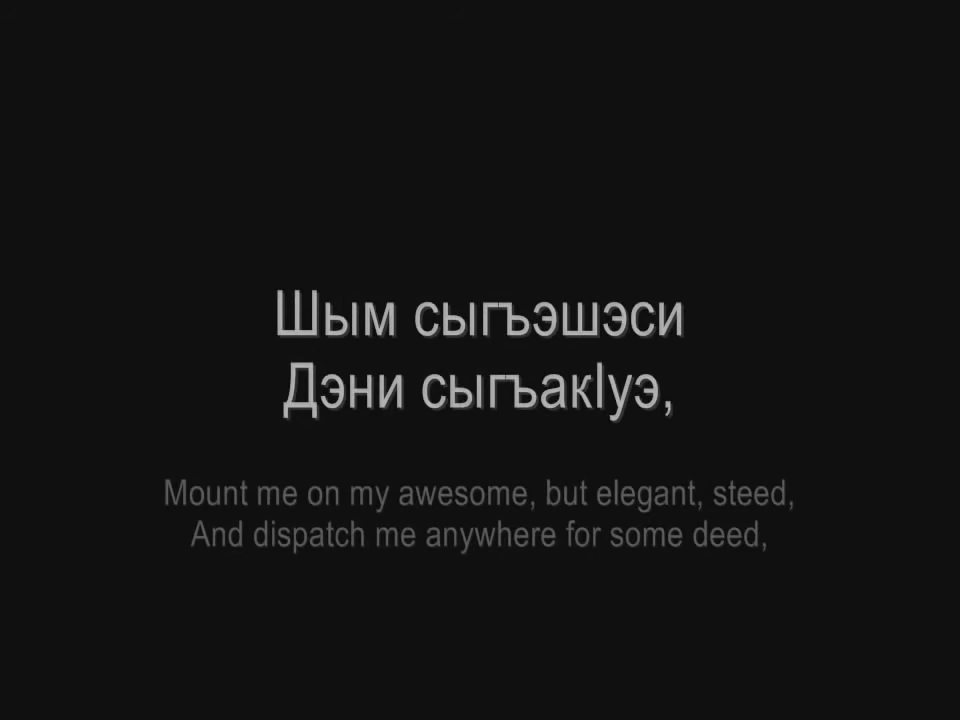 Шым сыгъэшэси
Дэни сыгъакӀуэ,
Mount me on my awesome, but elegant, steed,
And dispatch me anywhere for some deed,